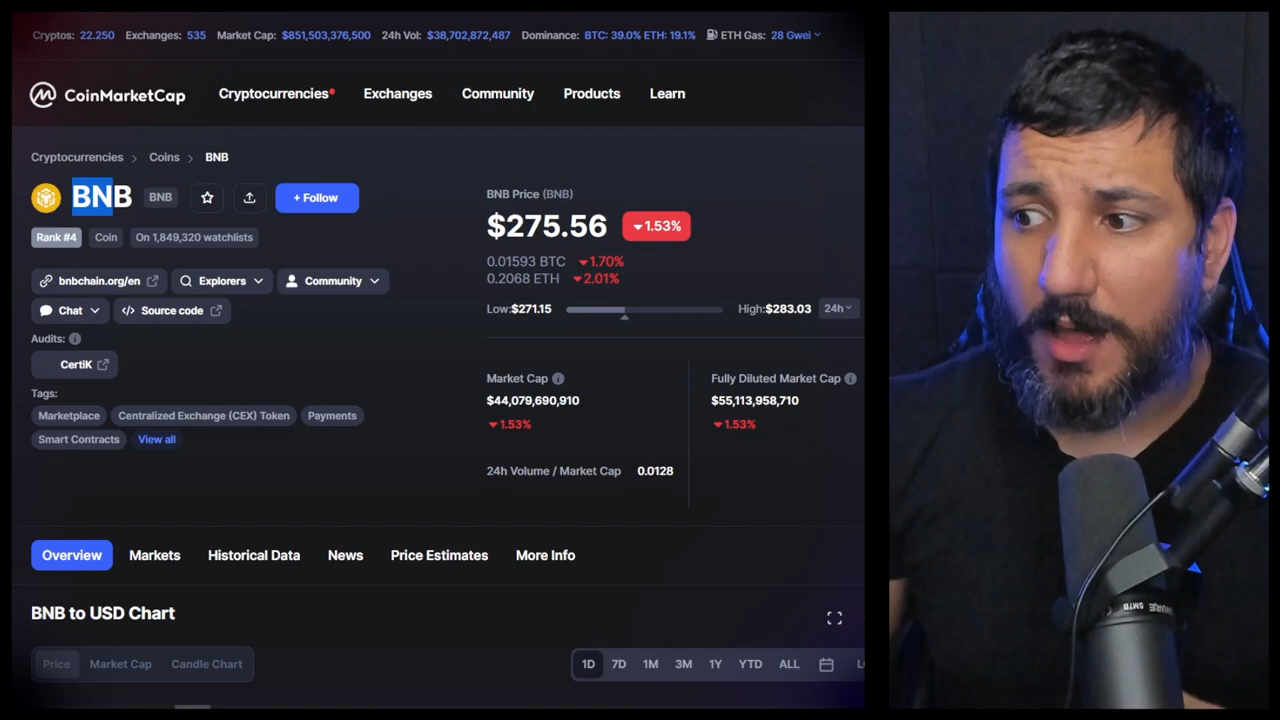 Cryptos: 22.250 Exchanges: 535 Market Cap: $851,503,376,500 24h Vol: $38,702,872,487 Dominance: BTC: 39.0% ETH: 19.1% ETH Gas: 28 Gwei
CoinMarketCap Cryptocurrencies Exchanges Community Products Learn
Cryptocurrencies Coins BNB
BNB BNB + Follow
Rank #4 Coin On 1,849,320 watchlists
bnbchain.org/en Explorers Community
Chat Source code
Audits:
CertiK
Tags:
Marketplace Centralized Exchange (CEX) Token Payments
Smart Contracts View all
BNB Price (BNB)
$275.56 1.53%
0.01593 BTC 1.70%
0.2068 ETH 2.01%
Low:$271.15 High:$283.03 24h
Market Cap
$44,079,690,910
1.53%
24h Volume / Market Cap 0.0128
Fully Diluted Market Cap
$55,113,958,710
1.53%
Overview Markets Historical Data News Price Estimates More Info
BNB to USD Chart
Price Market Cap Candle Chart 1D 7D 1M 3M 1Y YTD ALL
SHURE SM7B